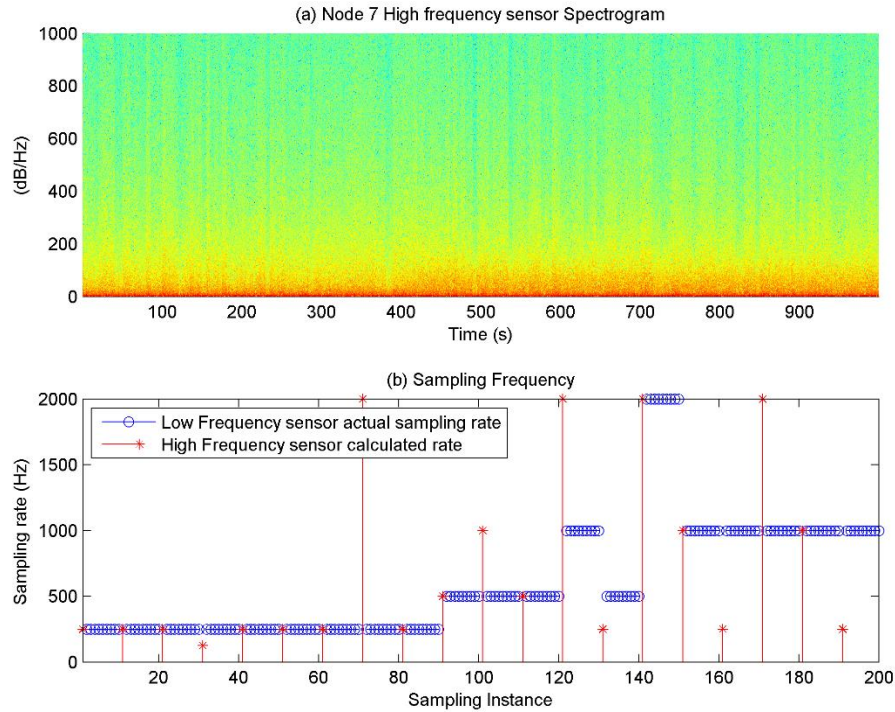 (a) Node 7 High frequency sensor Spectrogram
1000
800
600
400
200
0
(dB/Hz)
100 200 300 400 500 600 700 800 900
Time (s)
(b) Sampling Frequency
2000
1500
1000
500
0
Sampling rate (Hz)
Low Frequency sensor actual sampling rate
High Frequency sensor calculated rate
20 40 60 80 100 120 140 160 180 200
Sampling Instance